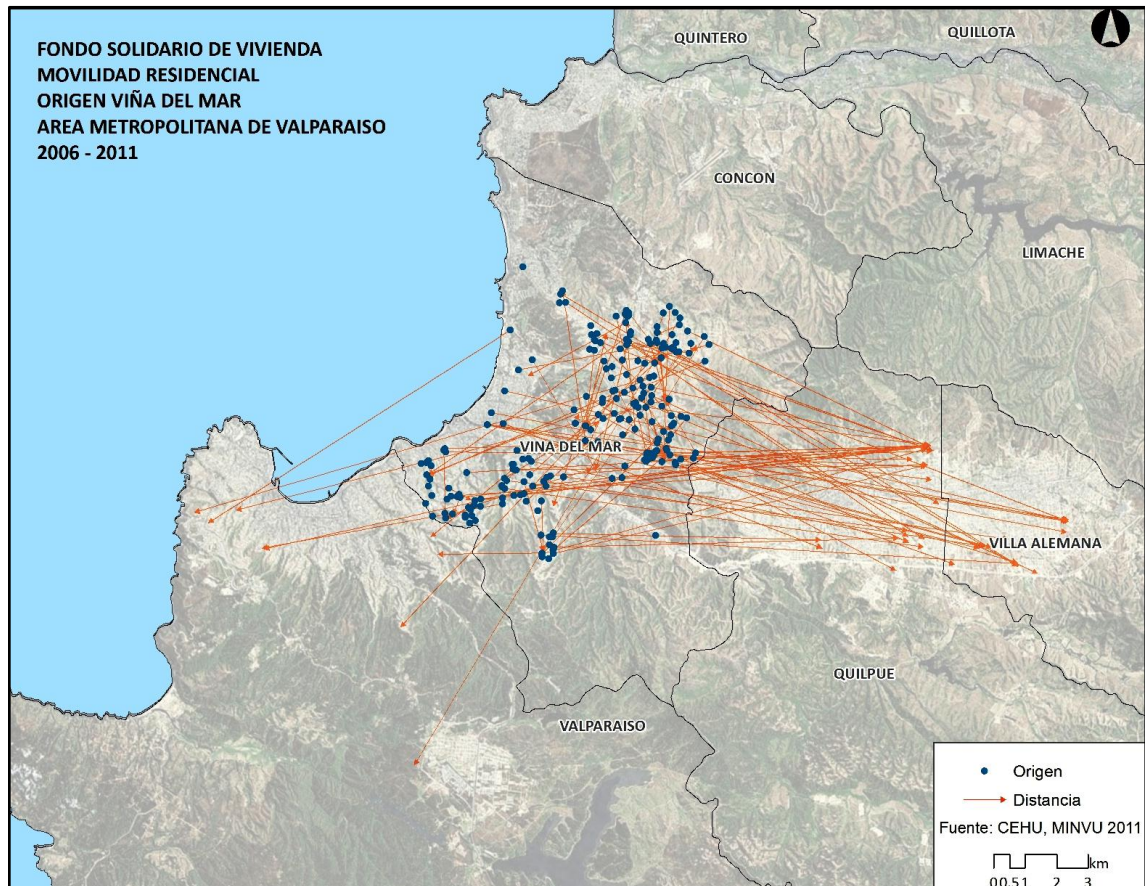 FONDO SOLIDARIO DE VIVIENDA
MOVILIDAD RESIDENCIAL
ORIGEN VIÑA DEL MAR
AREA METROPOLITANA DE VALPARAISO
2006 - 2011
QUINTERO
QUILLOTA
CONCON
LIMACHE
VINA DEL MAR
VILLA ALEMANA
QUILPUE
VALPARAISO
Origen
Distancia
Fuente: CEHU, MINVU 2011
km
0 0,5 1 2 3